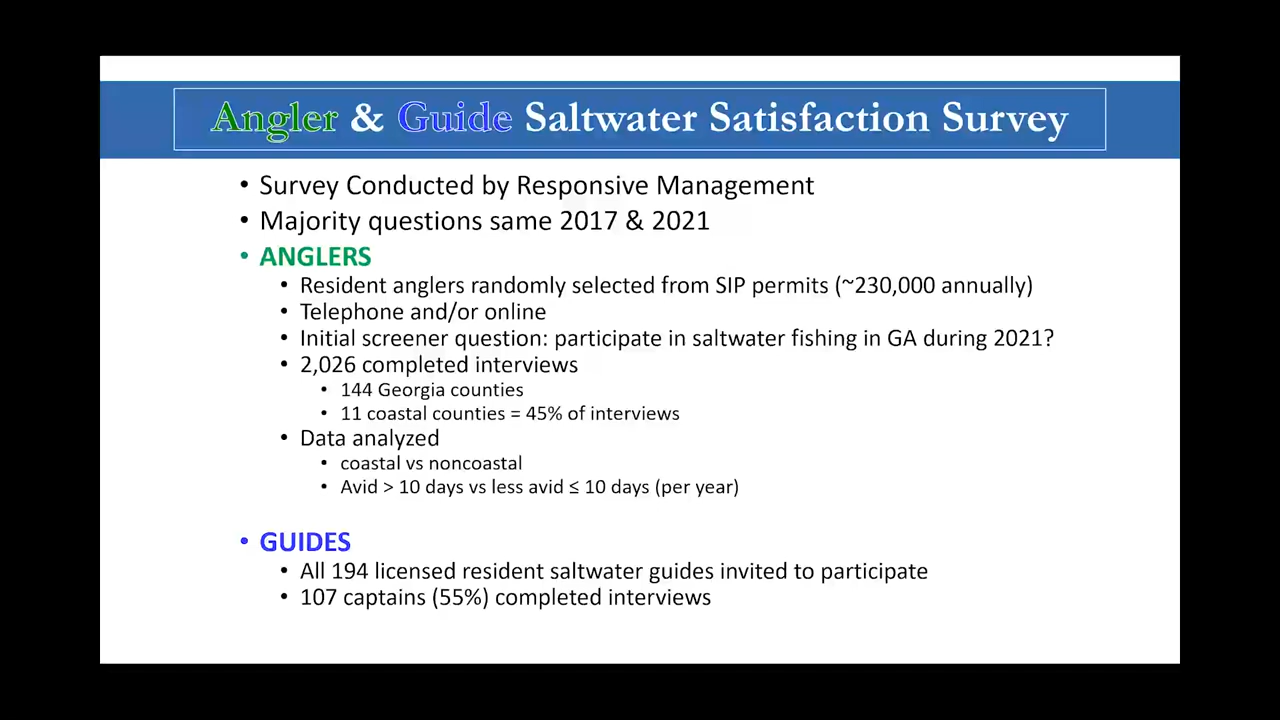 Angler & Guide Saltwater Satisfaction Survey
• Survey Conducted by Responsive Management
• Majority questions same 2017 & 2021
• ANGLERS
• Resident anglers randomly selected from SIP permits (~230,000 annually)
• Telephone and/or online
• Initial screener question: participate in saltwater fishing in GA during 2021?
• 2,026 completed interviews
• 144 Georgia counties
• 11 coastal counties = 45% of interviews
• Data analyzed
• coastal vs noncoastal
• Avid > 10 days vs less avid ≤ 10 days (per year)
• GUIDES
• All 194 licensed resident saltwater guides invited to participate
• 107 captains (55%) completed interviews